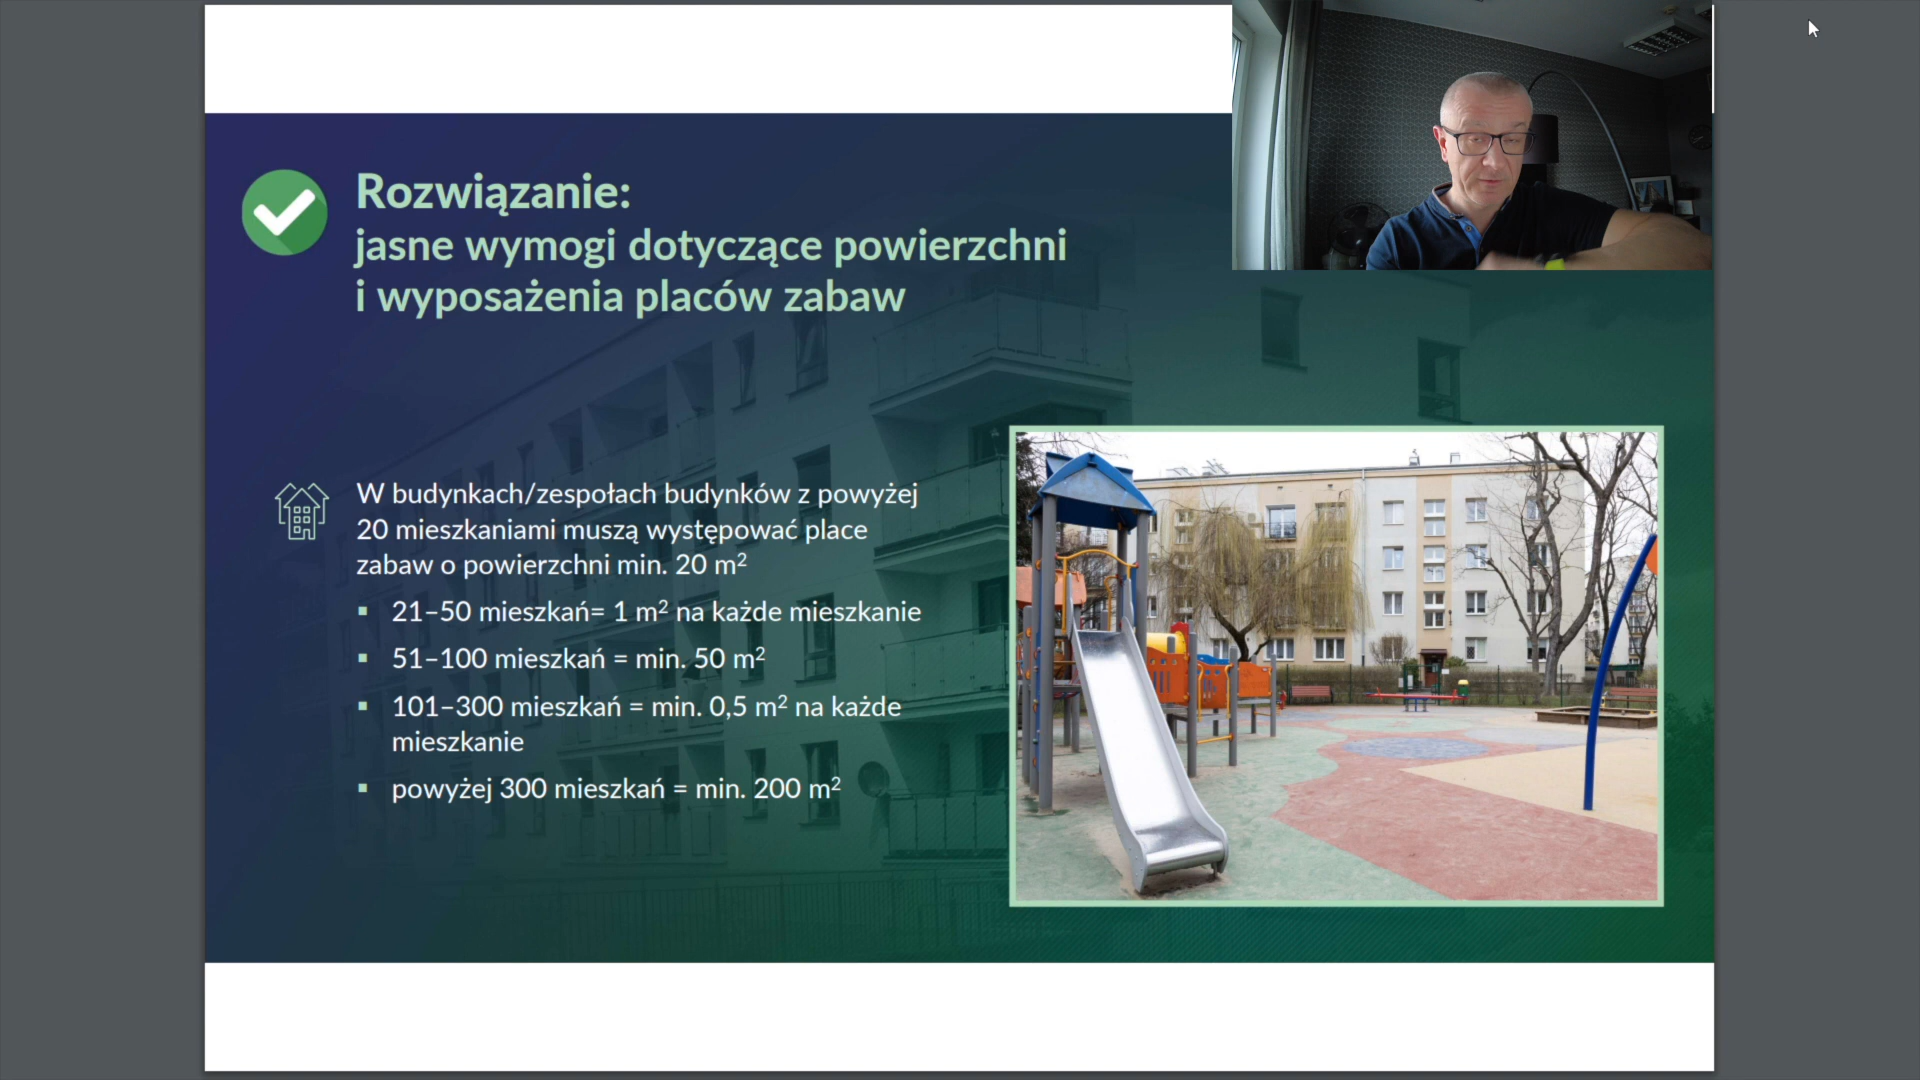 Rozwiązanie:
jasne wymogi dotyczące powierzchni
i wyposażenia placów zabaw
W budynkach/zespołach budynków z powyżej
20 mieszkaniami muszą występować place
zabaw o powierzchni min. 20 m²
▪ 21–50 mieszkań= 1 m² na każde mieszkanie
▪ 51–100 mieszkań = min. 50 m²
▪ 101–300 mieszkań = min. 0,5 m² na każde
mieszkanie
▪ powyżej 300 mieszkań = min. 200 m²